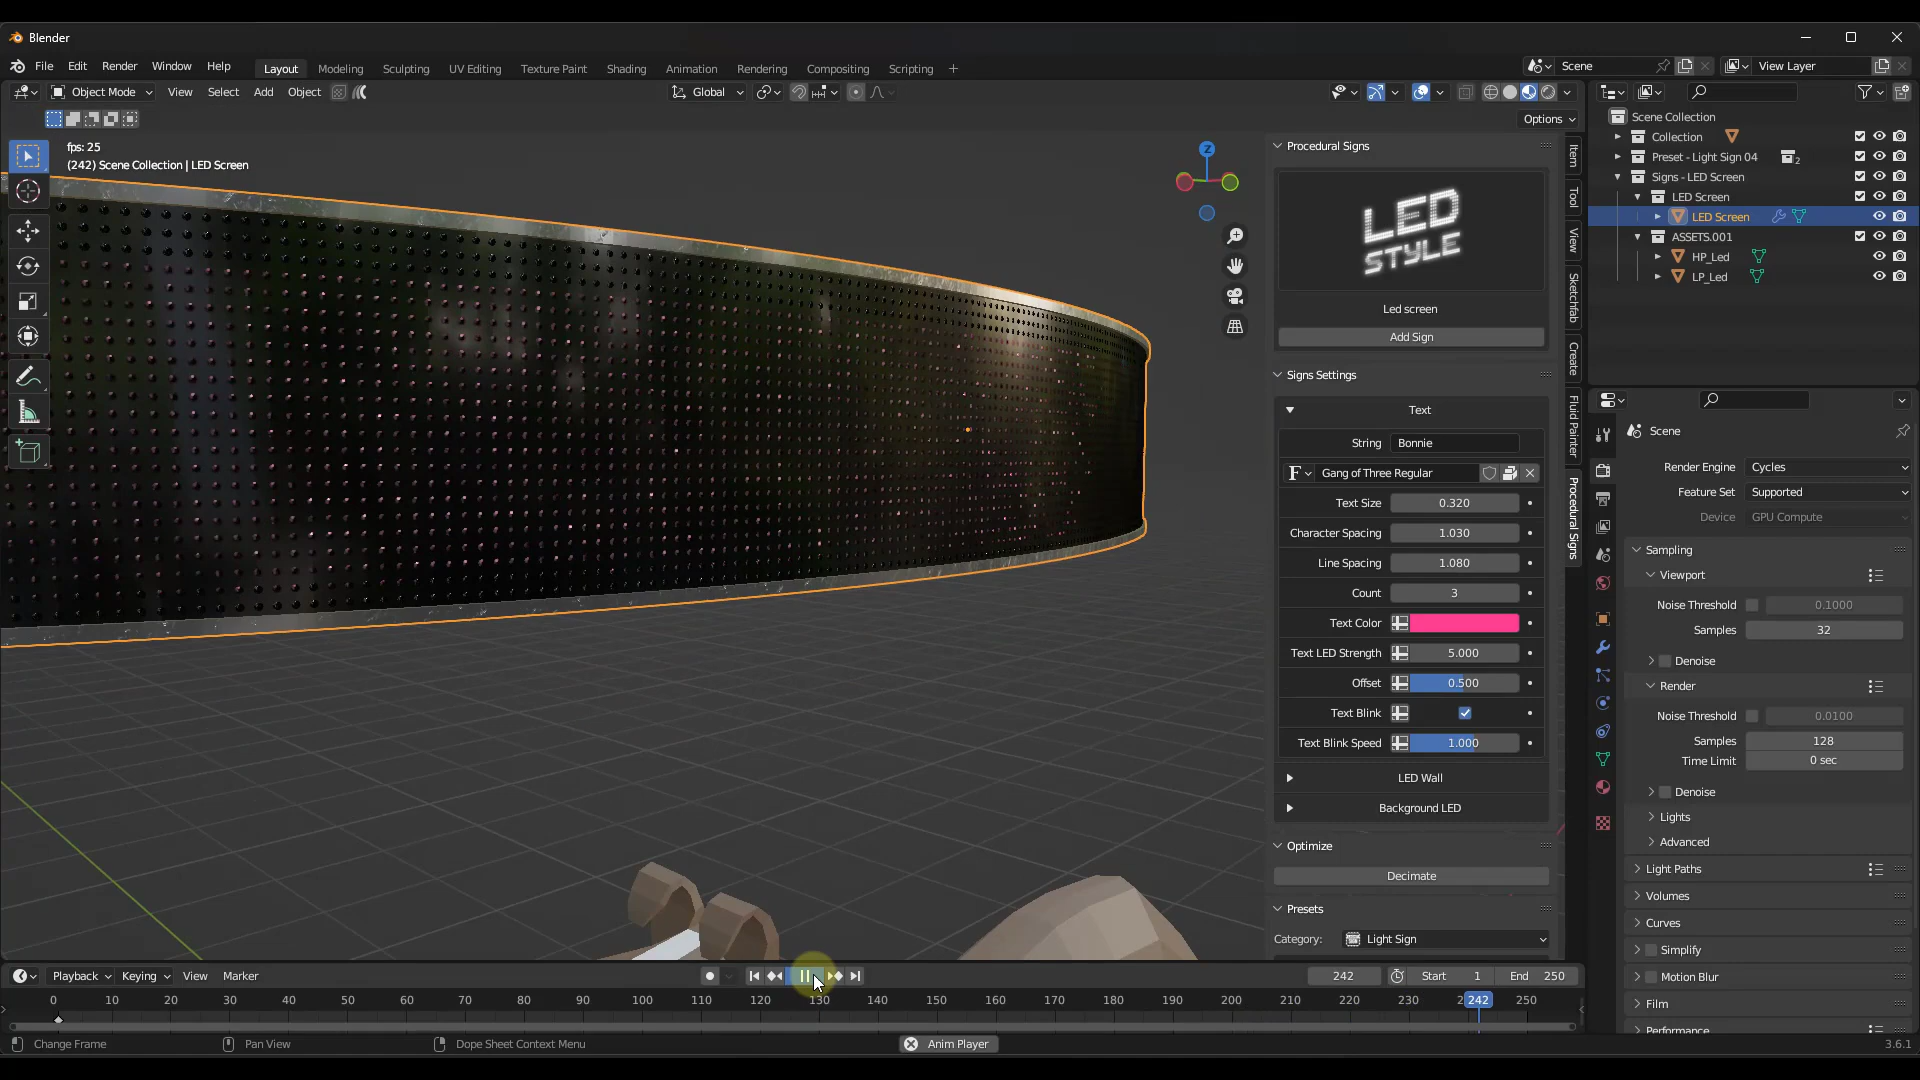 Blender
File Edit Render Window Help Layout Modeling Sculpting UV Editing Texture Paint Shading Animation Rendering Compositing Scripting Scene View Layer
Object Mode View Select Add Object Global
Options
fps: 25
(242) Scene Collection | LED Screen
Z
Procedural Signs
LED
STYLE
Led screen
Add Sign
Signs Settings
Text
String Bonnie
F Gang of Three Regular
Text Size 0.320
Character Spacing 1.030
Line Spacing 1.080
Count 3
Text Color
Text LED Strength 5.000
Offset 0.500
Text Blink
Text Blink Speed 1.000
LED Wall
Background LED
Optimize
Decimate
Presets
Category: Light Sign
Item
Tool
View
Sketchfab
Create
Fluid Painter
Procedural Signs
Scene Collection
Collection
Preset - Light Sign 04 2
Signs - LED Screen
LED Screen
LED Screen
ASSETS.001
HP_Led
LP_Led
Scene
Render Engine Cycles
Feature Set Supported
Device GPU Compute
Sampling
Viewport
Noise Threshold 0.1000
Samples 32
Denoise
Render
Noise Threshold 0.0100
Samples 128
Time Limit 0 sec
Denoise
Lights
Advanced
Light Paths
Volumes
Curves
Simplify
Motion Blur
Film
Performance
Playback Keying View Marker 242 Start 1 End 250
0 10 20 30 40 50 60 70 80 90 100 110 120 130 140 150 160 170 180 190 200 210 220 230 242 250
Change Frame Pan View Dope Sheet Context Menu Anim Player 3.6.1